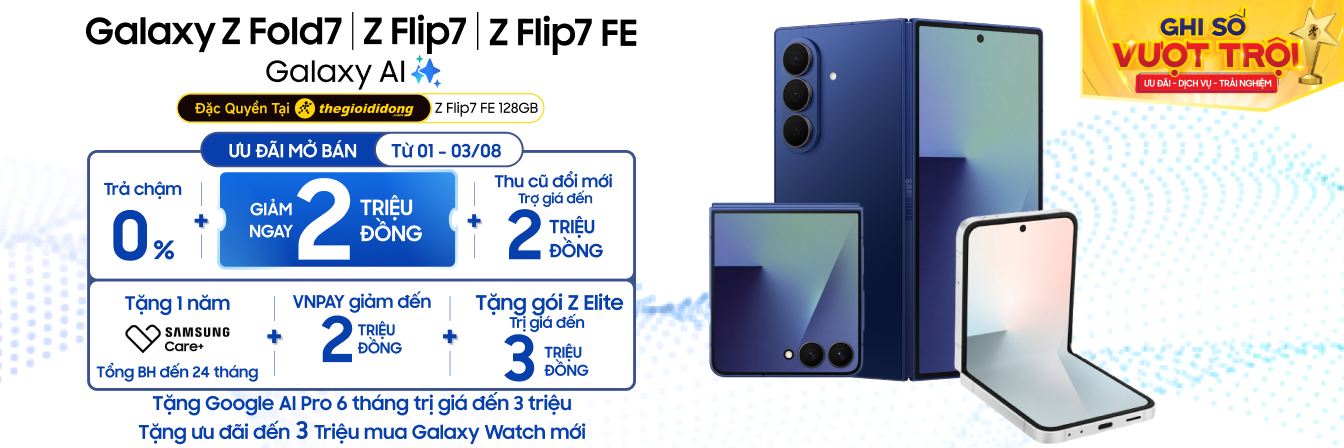 Galaxy Z Fold7 | Z Flip7 | Z Flip7 FE
Galaxy AI
Đặc Quyền Tại thegioididong.com Z Flip7 FE 128GB
ƯU ĐÃI MỞ BÁN Từ 01 - 03/08
Trả chậm
0%
+
GIẢM NGAY
2
TRIỆU ĐỒNG
+
Thu cũ đổi mới
Trợ giá đến
2
TRIỆU
ĐỒNG
Tặng 1 năm
SAMSUNG
Care+
Tổng BH đến 24 tháng
+
VNPAY giảm đến
2
TRIỆU
ĐỒNG
+
Tặng gói Z Elite
Trị giá đến
3
TRIỆU
ĐỒNG
Tặng Google AI Pro 6 tháng trị giá đến 3 triệu
Tặng ưu đãi đến 3 Triệu mua Galaxy Watch mới
SAMSUNG
GHI SỐ
VƯỢT TRỘI
ƯU ĐÃI - DỊCH VỤ - TRẢI NGHIỆM